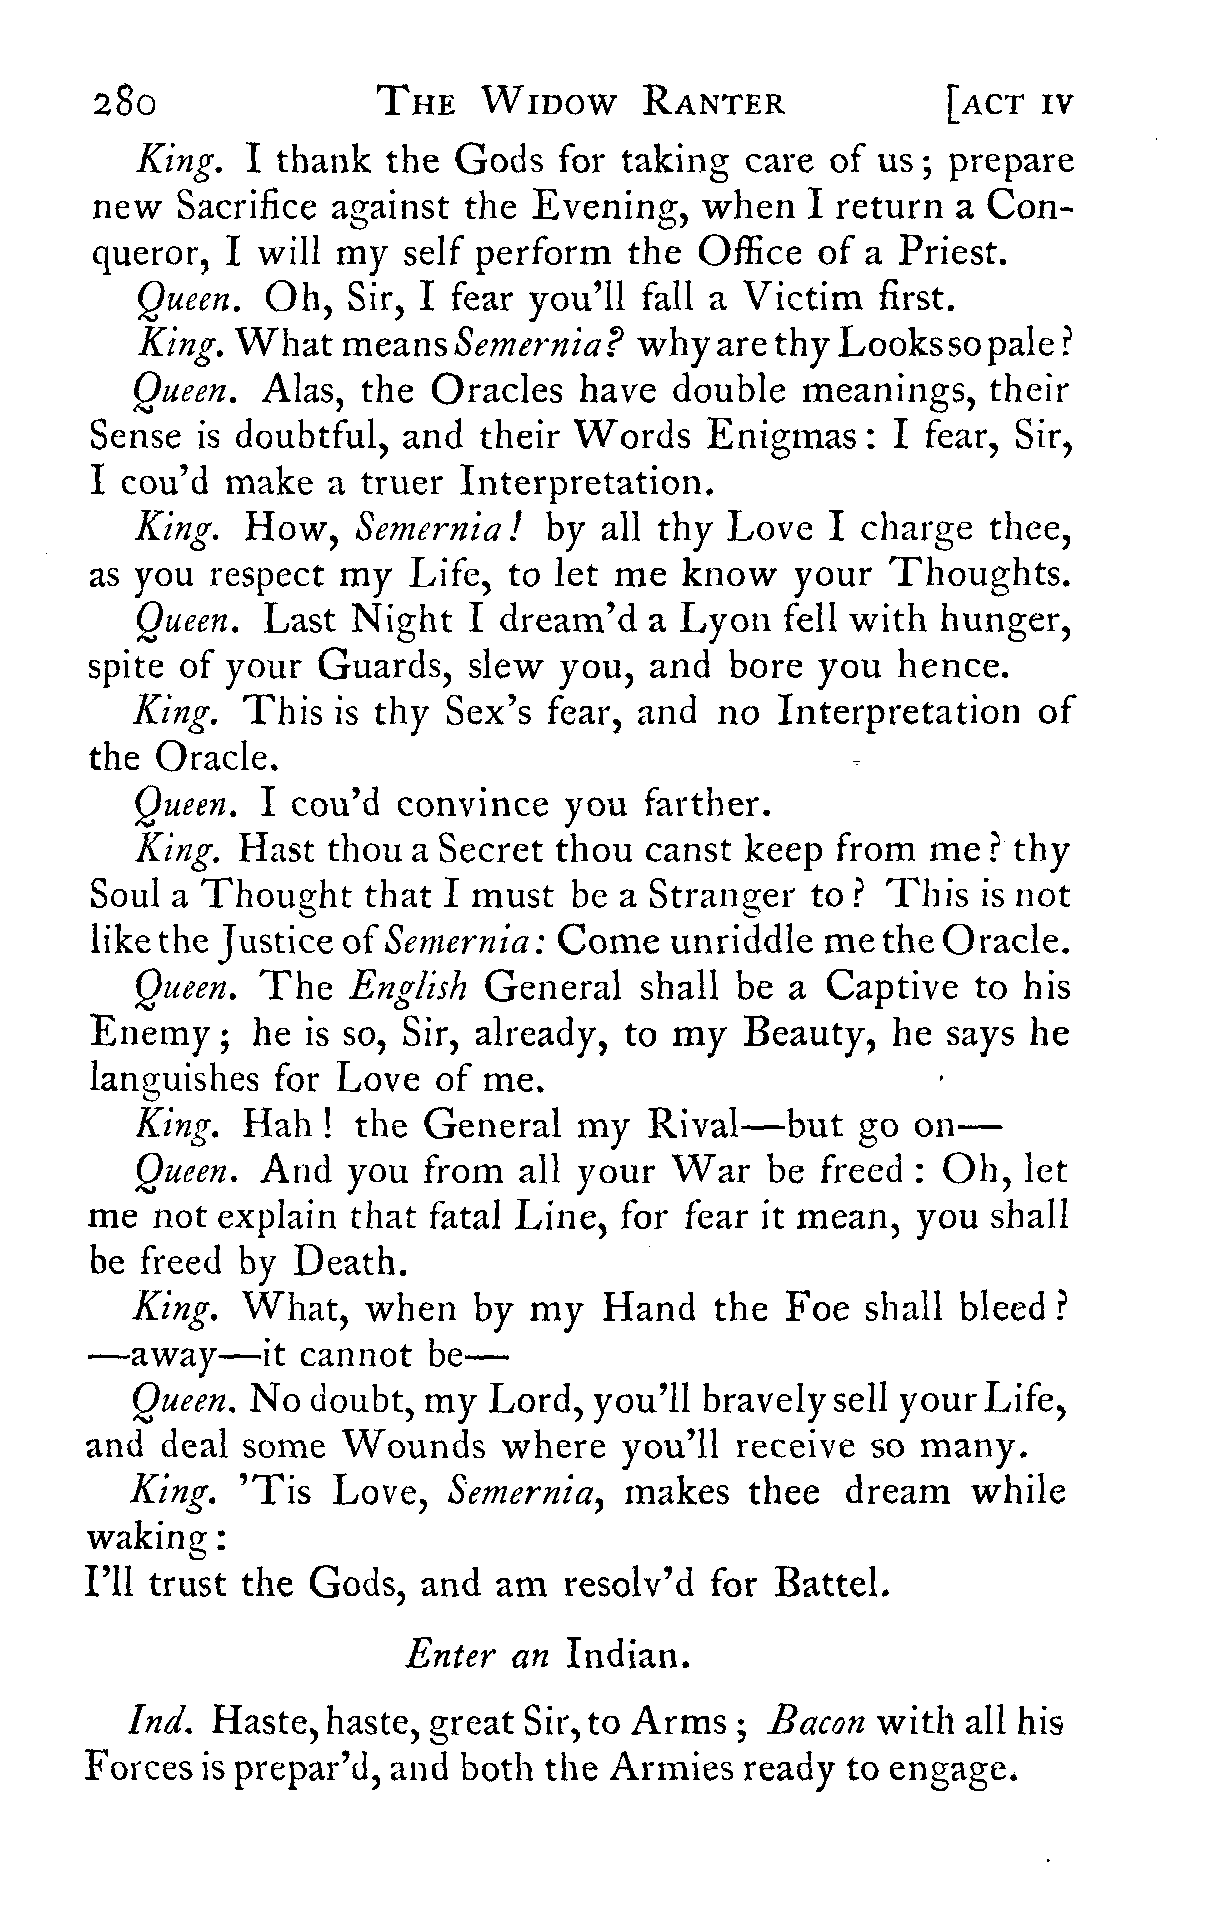 280 THE WIDOW RANTER [ACT IV
King. I thank the Gods for taking care of us; prepare
new Sacrifice against the Evening, when I return a Con-
queror, I will my self perform the Office of a Priest.
Queen. Oh, Sir, I fear you'll fall a Victim first.
King. What means Semernia? why are thy Looks so pale?
Queen. Alas, the Oracles have double meanings, their
Sense is doubtful, and their Words Enigmas: I fear, Sir,
I cou'd make a truer Interpretation.
King. How, Semernia! by all thy Love I charge thee,
as you respect my Life, to let me know your Thoughts.
Queen. Last Night I dream'd a Lyon fell with hunger,
spite of your Guards, slew you, and bore you hence.
King. This is thy Sex's fear, and no Interpretation of
the Oracle.
Queen. I cou'd convince you farther.
King. Hast thou a Secret thou canst keep from me? thy
Soul a Thought that I must be a Stranger to? This is not
like the Justice of Semernia: Come unriddle me the Oracle.
Queen. The English General shall be a Captive to his
Enemy; he is so, Sir, already, to my Beauty, he says he
languishes for Love of me.
King. Hah! the General my Rival—but go on—
Queen. And you from all your War be freed: Oh, let
me not explain that fatal Line, for fear it mean, you shall
be freed by Death.
King. What, when by my Hand the Foe shall bleed?
—away—it cannot be—
Queen. No doubt, my Lord, you'll bravely sell your Life,
and deal some Wounds where you'll receive so many.
King. 'Tis Love, Semernia, makes thee dream while
waking:
I'll trust the Gods, and am resolv'd for Battel.
Enter an Indian.
Ind. Haste, haste, great Sir, to Arms; Bacon with all his
Forces is prepar'd, and both the Armies ready to engage.